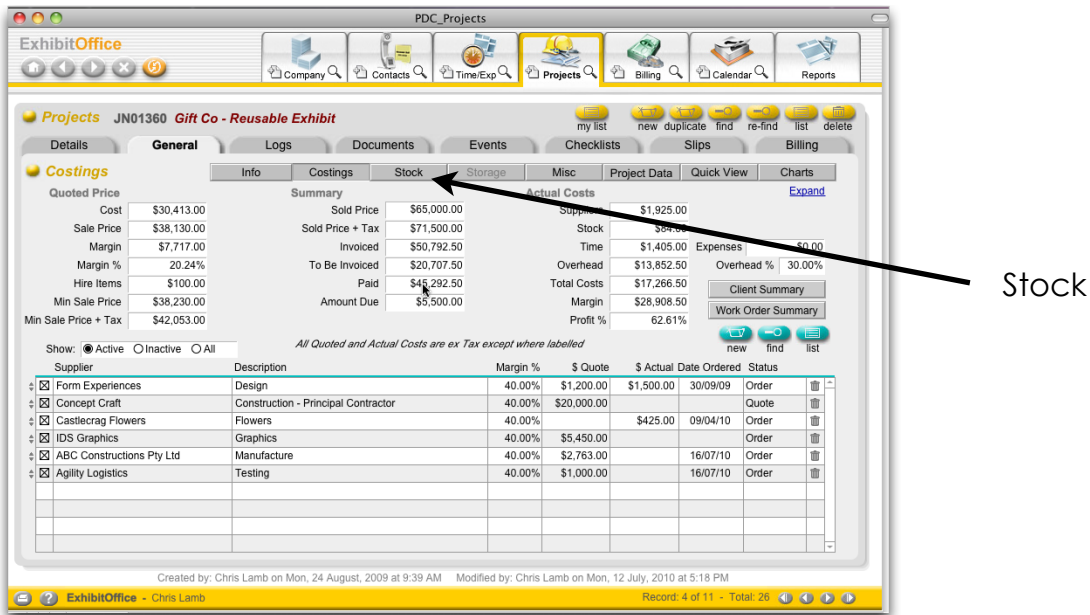 PDC_Projects
ExhibitOffice
Company Contacts Time/Exp Projects Billing Calendar Reports
Projects JN01360 Gift Co - Reusable Exhibit
my list new duplicate find re-find list delete
Details General Logs Documents Events Checklists Slips Billing
Costings Info Costings Stock Storage Misc Project Data Quick View Charts
Quoted Price Summary Actual Costs Expand
Cost $30,413.00 Sold Price $65,000.00 Suppliers $1,925.00
Sale Price $38,130.00 Sold Price + Tax $71,500.00 Stock $84.00
Margin $7,717.00 Invoiced $50,792.50 Time $1,405.00 Expenses $0.00
Margin % 20.24% To Be Invoiced $20,707.50 Overhead $13,852.50 Overhead % 30.00%
Hire Items $100.00 Paid $45,292.50 Total Costs $17,266.50 Client Summary
Min Sale Price $38,230.00 Amount Due $5,500.00 Margin $28,908.50 Work Order Summary
Min Sale Price + Tax $42,053.00 Profit % 62.61%
Show: Active Inactive All All Quoted and Actual Costs are ex Tax except where labelled new find list
Supplier Description Margin % $ Quote $ Actual Date Ordered Status
Form Experiences Design 40.00% $1,200.00 $1,500.00 30/09/09 Order
Concept Craft Construction - Principal Contractor 40.00% $20,000.00 Quote
Castlecrag Flowers Flowers 40.00% $425.00 09/04/10 Order
IDS Graphics Graphics 40.00% $5,450.00 Order
ABC Constructions Pty Ltd Manufacture 40.00% $2,763.00 16/07/10 Order
Agility Logistics Testing 40.00% $1,000.00 16/07/10 Order
Created by: Chris Lamb on Mon, 24 August, 2009 at 9:39 AM Modified by: Chris Lamb on Mon, 12 July, 2010 at 5:18 PM
ExhibitOffice - Chris Lamb Record: 4 of 11 - Total: 26
Stock